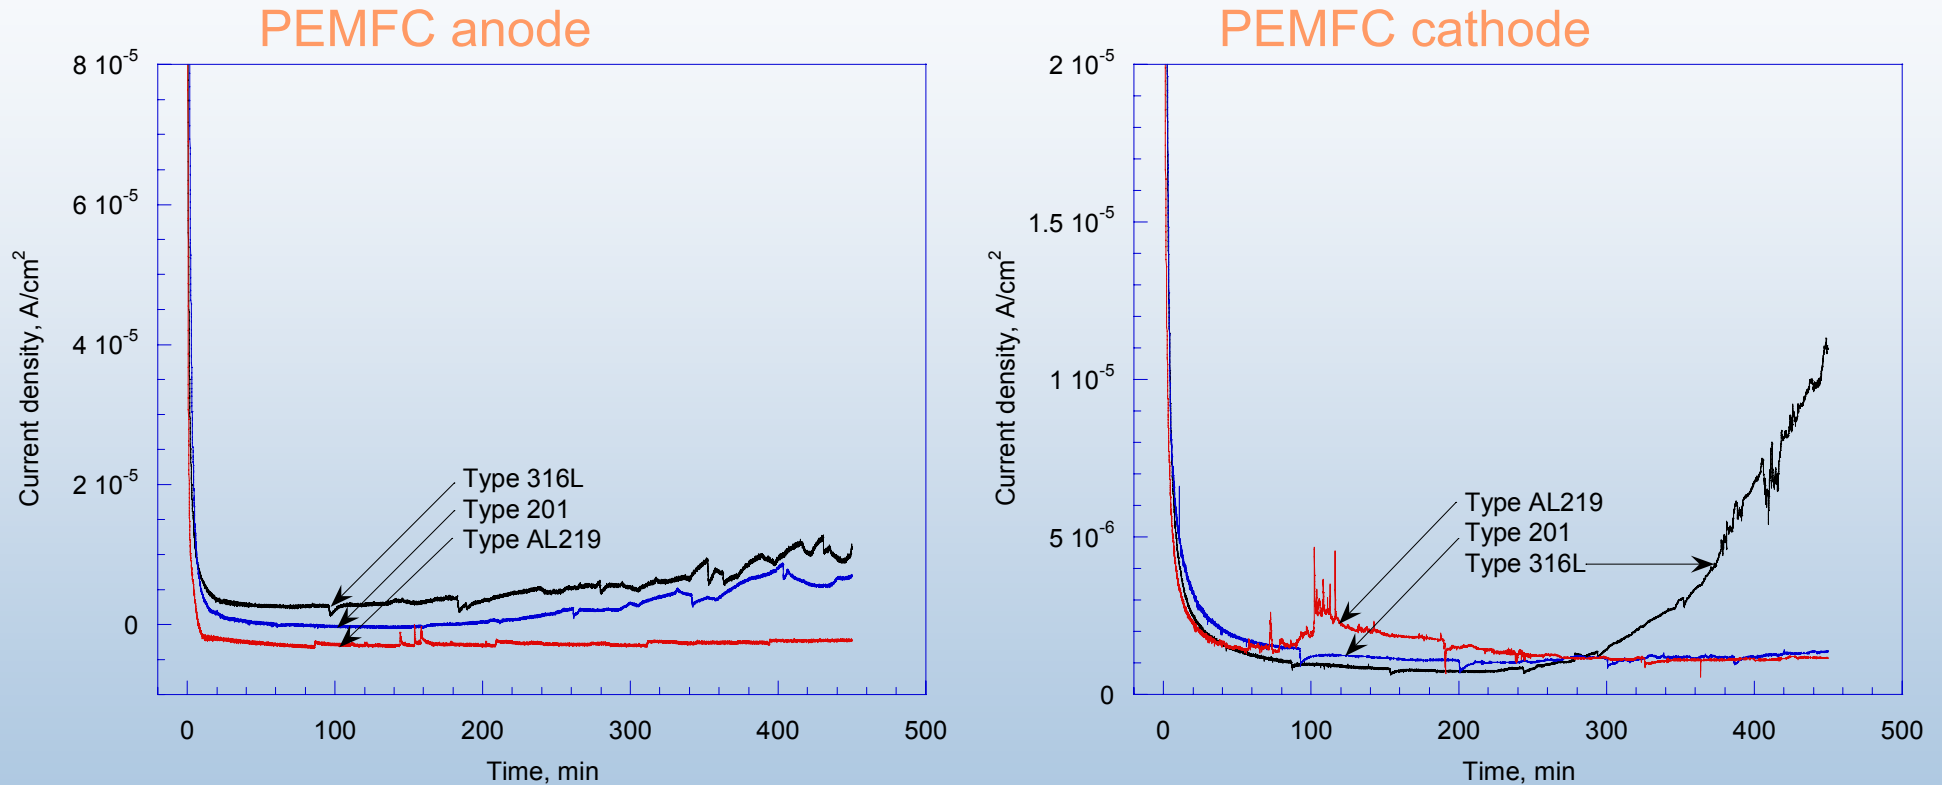 PEMFC anode
8 10⁻⁵
6 10⁻⁵
4 10⁻⁵
2 10⁻⁵
0
Current density, A/cm²
Type 316L
Type 201
Type AL219
0 100 200 300 400 500
Time, min
PEMFC cathode
2 10⁻⁵
1.5 10⁻⁵
1 10⁻⁵
5 10⁻⁶
0
Current density, A/cm²
Type AL219
Type 201
Type 316L
0 100 200 300 400 500
Time, min